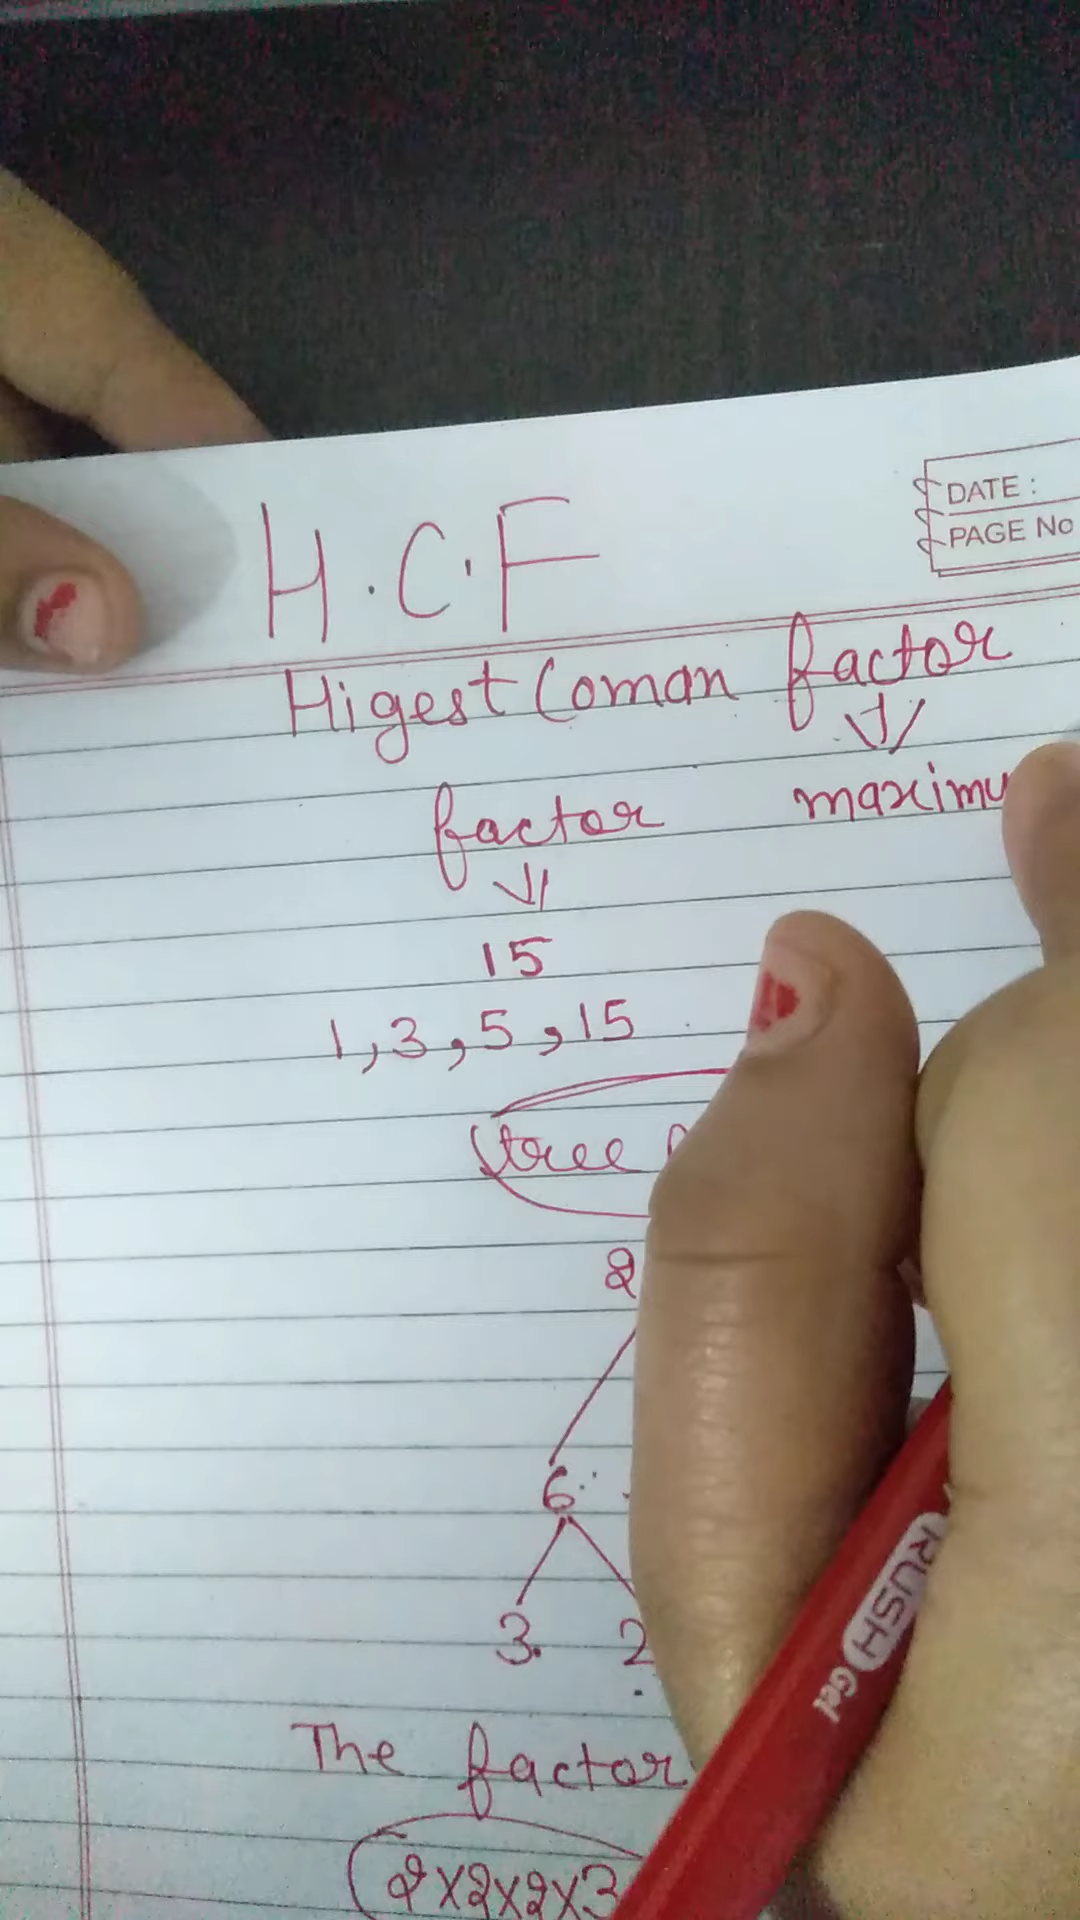 H.C.F
DATE :
PAGE No
Higest Coman factor
factor
15
1,3,5,15
tree
6
3. 2
The factor
2x2x2x3
RUSH Gel